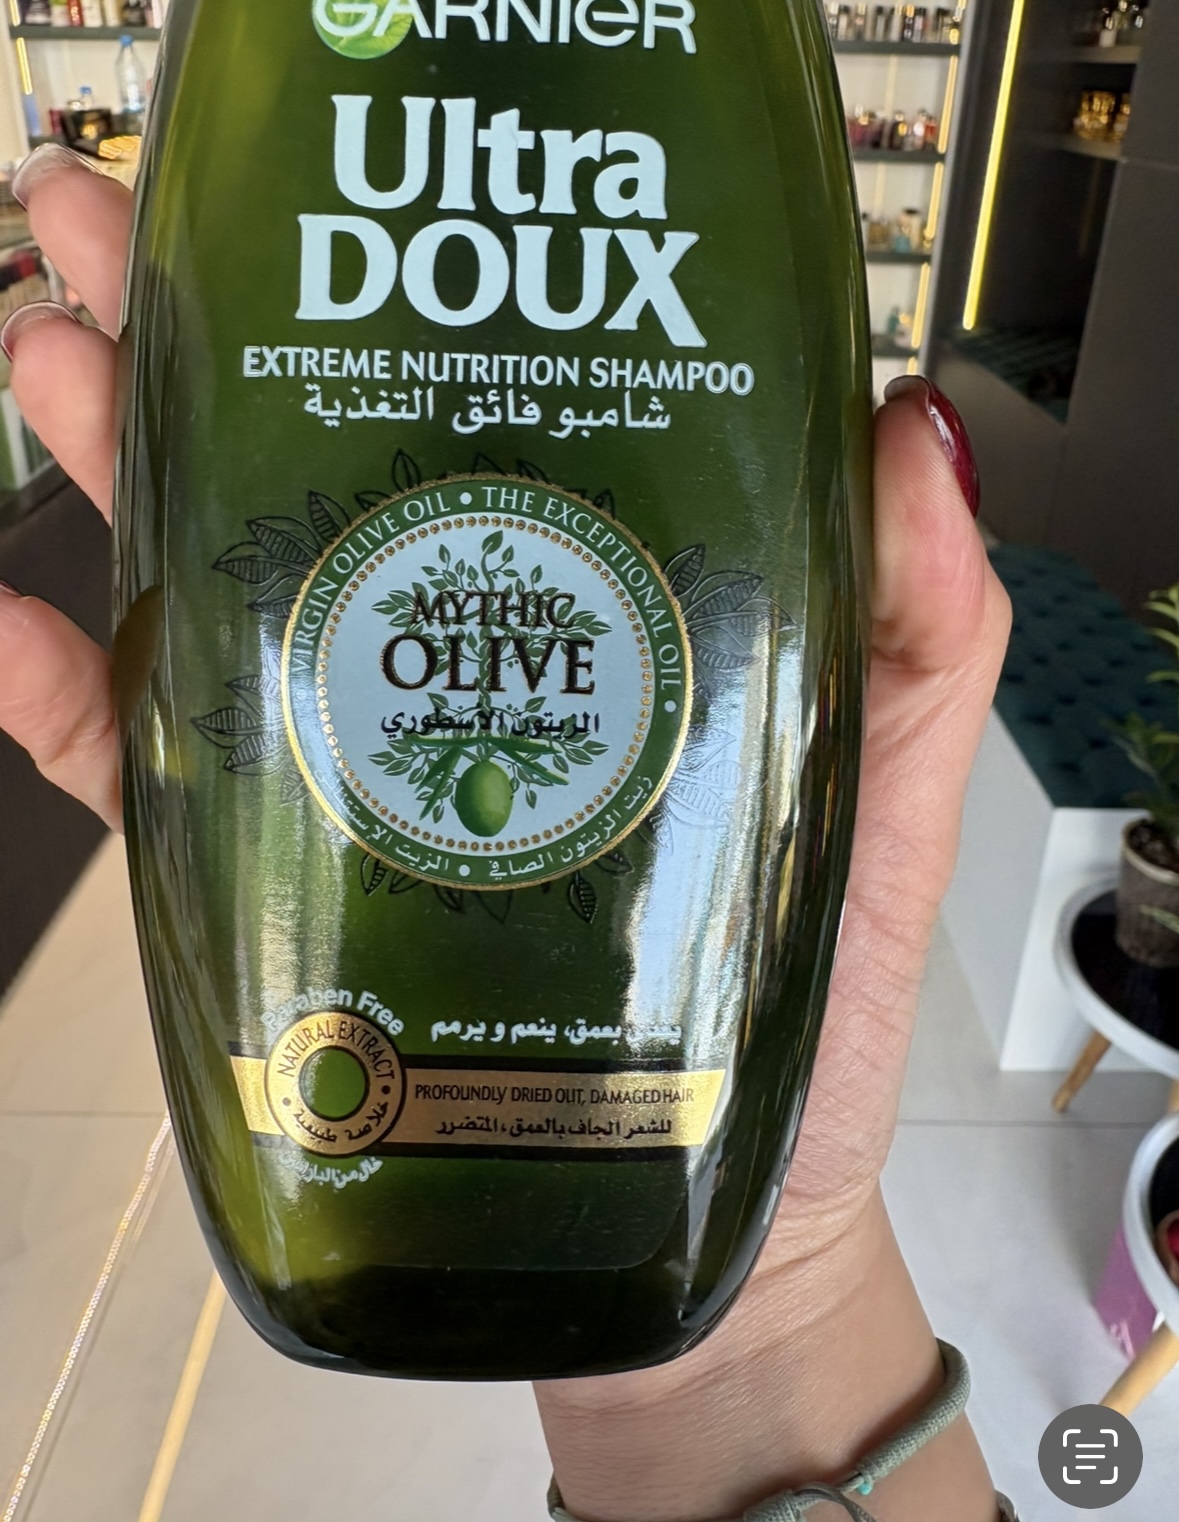 GARNIER
Ultra
DOUX
EXTREME NUTRITION SHAMPOO
شامبو فائق التغذية
VIRGIN OLIVE OIL • THE EXCEPTIONAL OIL •
MYTHIC
OLIVE
الزيتون الاسطوري
زيت الزيتون الصافي • الزيت
Paraben Free
NATURAL EXTRACT
خلاصة طبيعية
بعمق، ينعم و يرمم
PROFOUNDLY DRIED OUT, DAMAGED HAIR
للشعر الجاف بالعمق، المتضرر
خال من